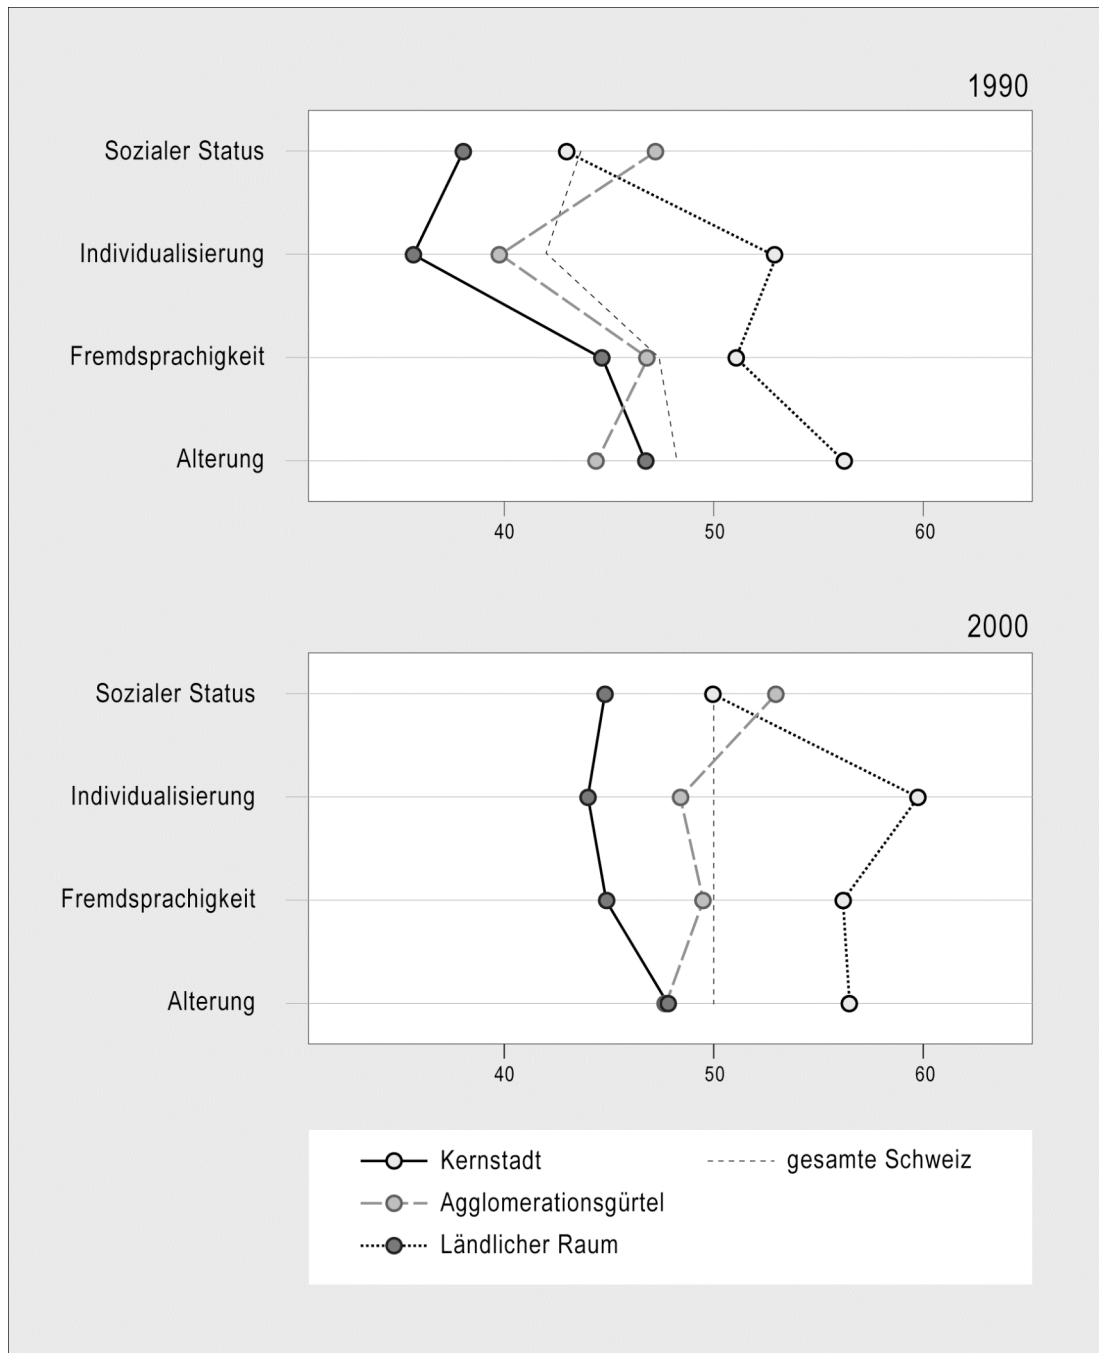 1990
Sozialer Status
Individualisierung
Fremdsprachigkeit
Alterung
40 50 60
2000
Sozialer Status
Individualisierung
Fremdsprachigkeit
Alterung
40 50 60
Kernstadt gesamte Schweiz
Agglomerationsgürtel
Ländlicher Raum